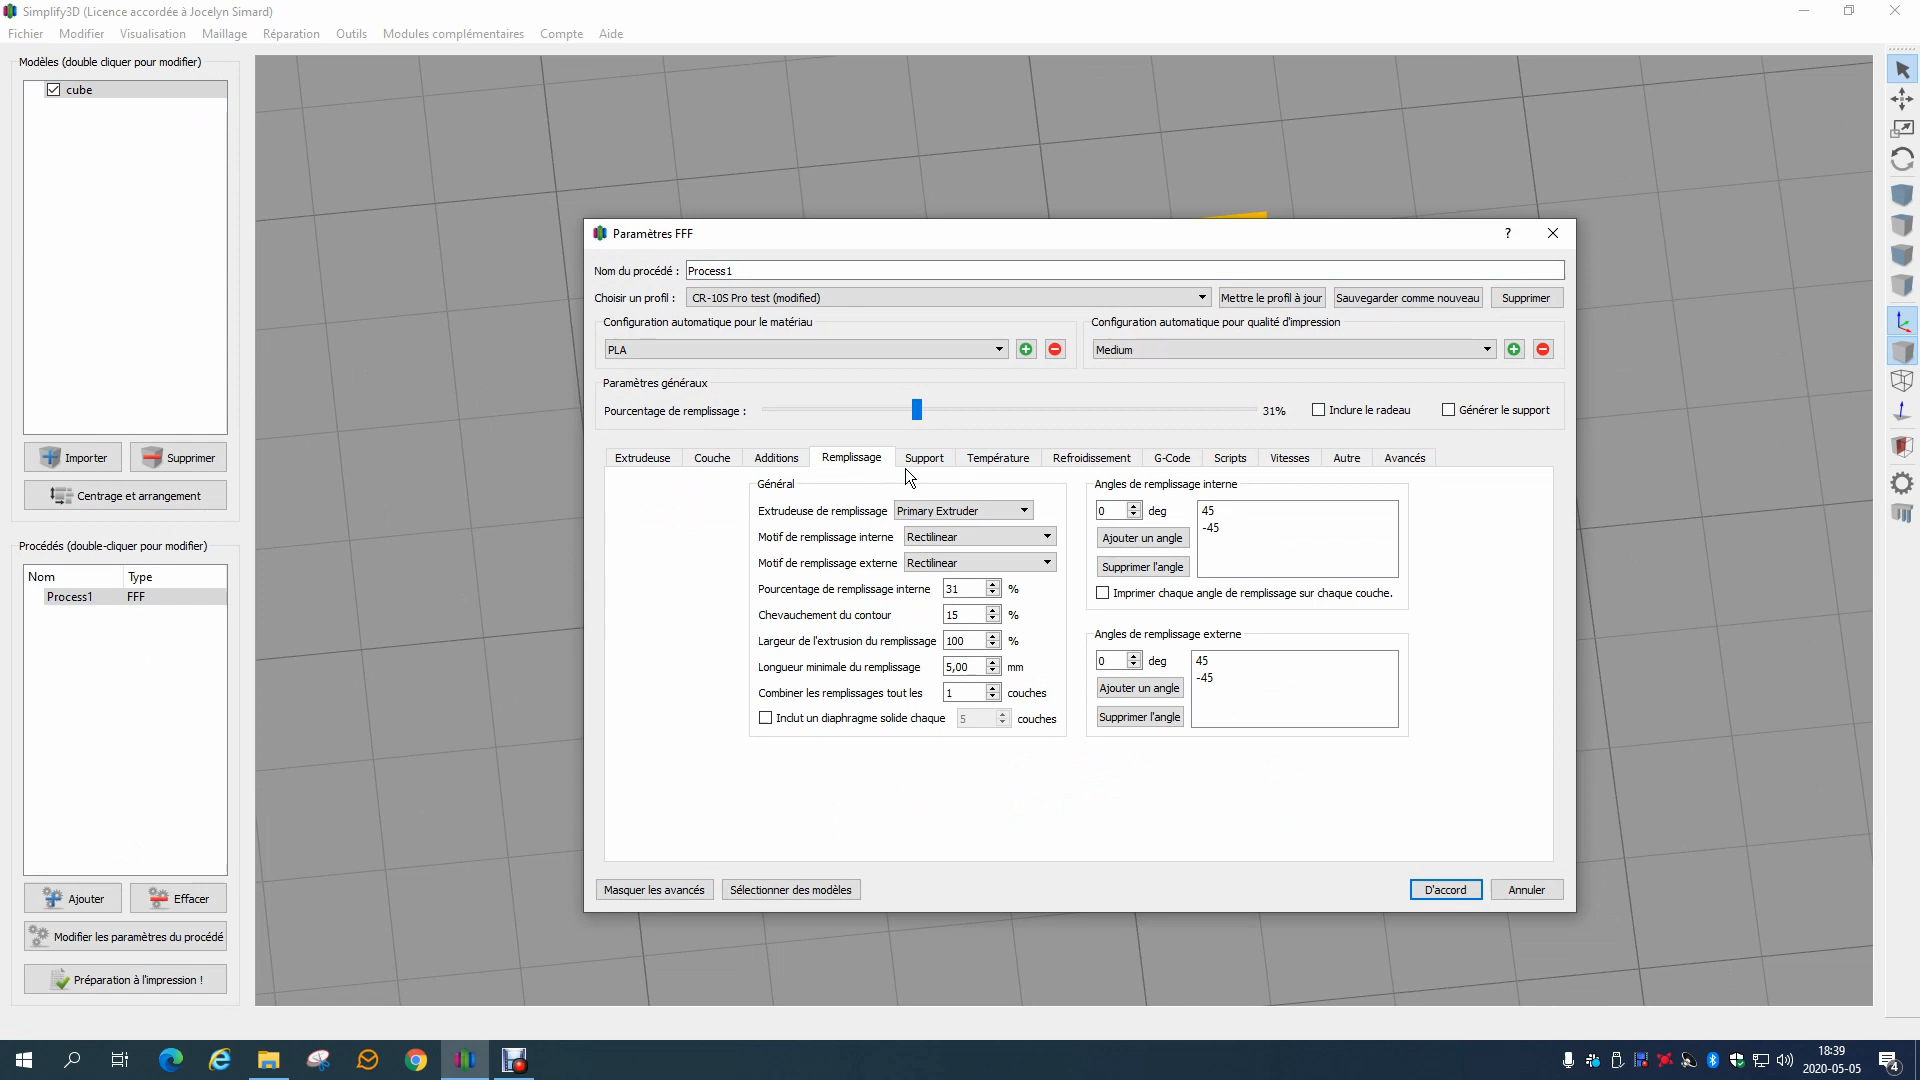 Simplify3D (Licence accordée à Jocelyn Simard)
Fichier Modifier Visualisation Maillage Réparation Outils Modules complémentaires Compte Aide
Modèles (double cliquer pour modifier)
cube
Importer Supprimer
Centrage et arrangement
Procédés (double-cliquer pour modifier)
Nom Type
Process1 FFF
Ajouter Effacer
Modifier les paramètres du procédé
Préparation à l'impression !
Paramètres FFF
?
Nom du procédé : Process1
Choisir un profil : CR-10S Pro test (modified) Mettre le profil à jour Sauvegarder comme nouveau Supprimer
Configuration automatique pour le matériau
PLA
Configuration automatique pour qualité d'impression
Medium
Paramètres généraux
Pourcentage de remplissage : 31% Inclure le radeau Générer le support
Extrudeuse Couche Additions Remplissage Support Température Refroidissement G-Code Scripts Vitesses Autre Avancés
Général
Extrudeuse de remplissage Primary Extruder
Motif de remplissage interne Rectilinear
Motif de remplissage externe Rectilinear
Pourcentage de remplissage interne 31 %
Chevauchement du contour 15 %
Largeur de l'extrusion du remplissage 100 %
Longueur minimale du remplissage 5,00 mm
Combiner les remplissages tout les 1 couches
Inclut un diaphragme solide chaque 5 couches
Angles de remplissage interne
0 deg
45
-45
Ajouter un angle
Supprimer l'angle
Imprimer chaque angle de remplissage sur chaque couche.
Angles de remplissage externe
0 deg
45
-45
Ajouter un angle
Supprimer l'angle
Masquer les avancés Sélectionner des modèles D'accord Annuler
18:39
2020-05-05
4